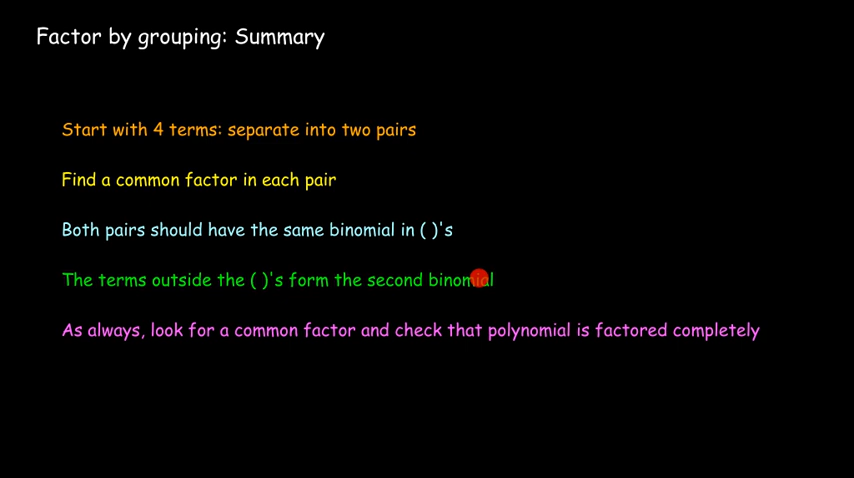 Factor by grouping: Summary
Start with 4 terms: separate into two pairs
Find a common factor in each pair
Both pairs should have the same binomial in ( )'s
The terms outside the ( )'s form the second binomial
As always, look for a common factor and check that polynomial is factored completely